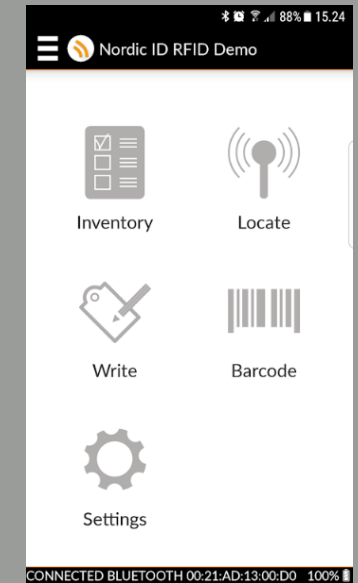 88% 15.24
Nordic ID RFID Demo
Inventory Locate
Write Barcode
Settings
CONNECTED BLUETOOTH 00:21:AD:13:00:D0 100%